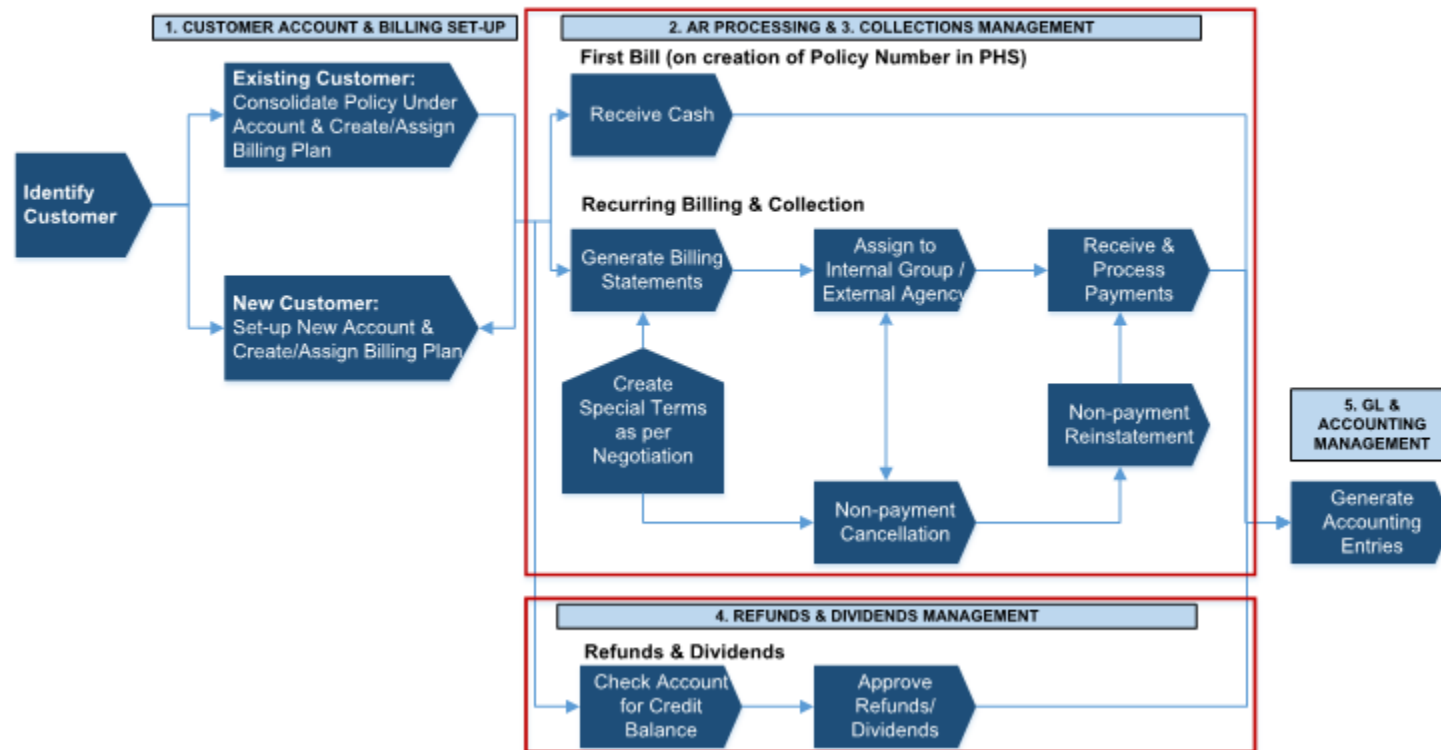 1. CUSTOMER ACCOUNT & BILLING SET-UP
2. AR PROCESSING & 3. COLLECTIONS MANAGEMENT
First Bill (on creation of Policy Number in PHS)
Existing Customer:
Consolidate Policy Under
Account & Create/Assign
Billing Plan
Receive Cash
Identify
Customer
Recurring Billing & Collection
Generate Billing
Statements
Assign to
Internal Group /
External Agency
Receive &
Process
Payments
New Customer:
Set-up New Account &
Create/Assign Billing Plan
Create
Special Terms
as per
Negotiation
Non-payment
Reinstatement
5. GL &
ACCOUNTING
MANAGEMENT
Non-payment
Cancellation
Generate
Accounting
Entries
4. REFUNDS & DIVIDENDS MANAGEMENT
Refunds & Dividends
Check Account
for Credit
Balance
Approve
Refunds/
Dividends